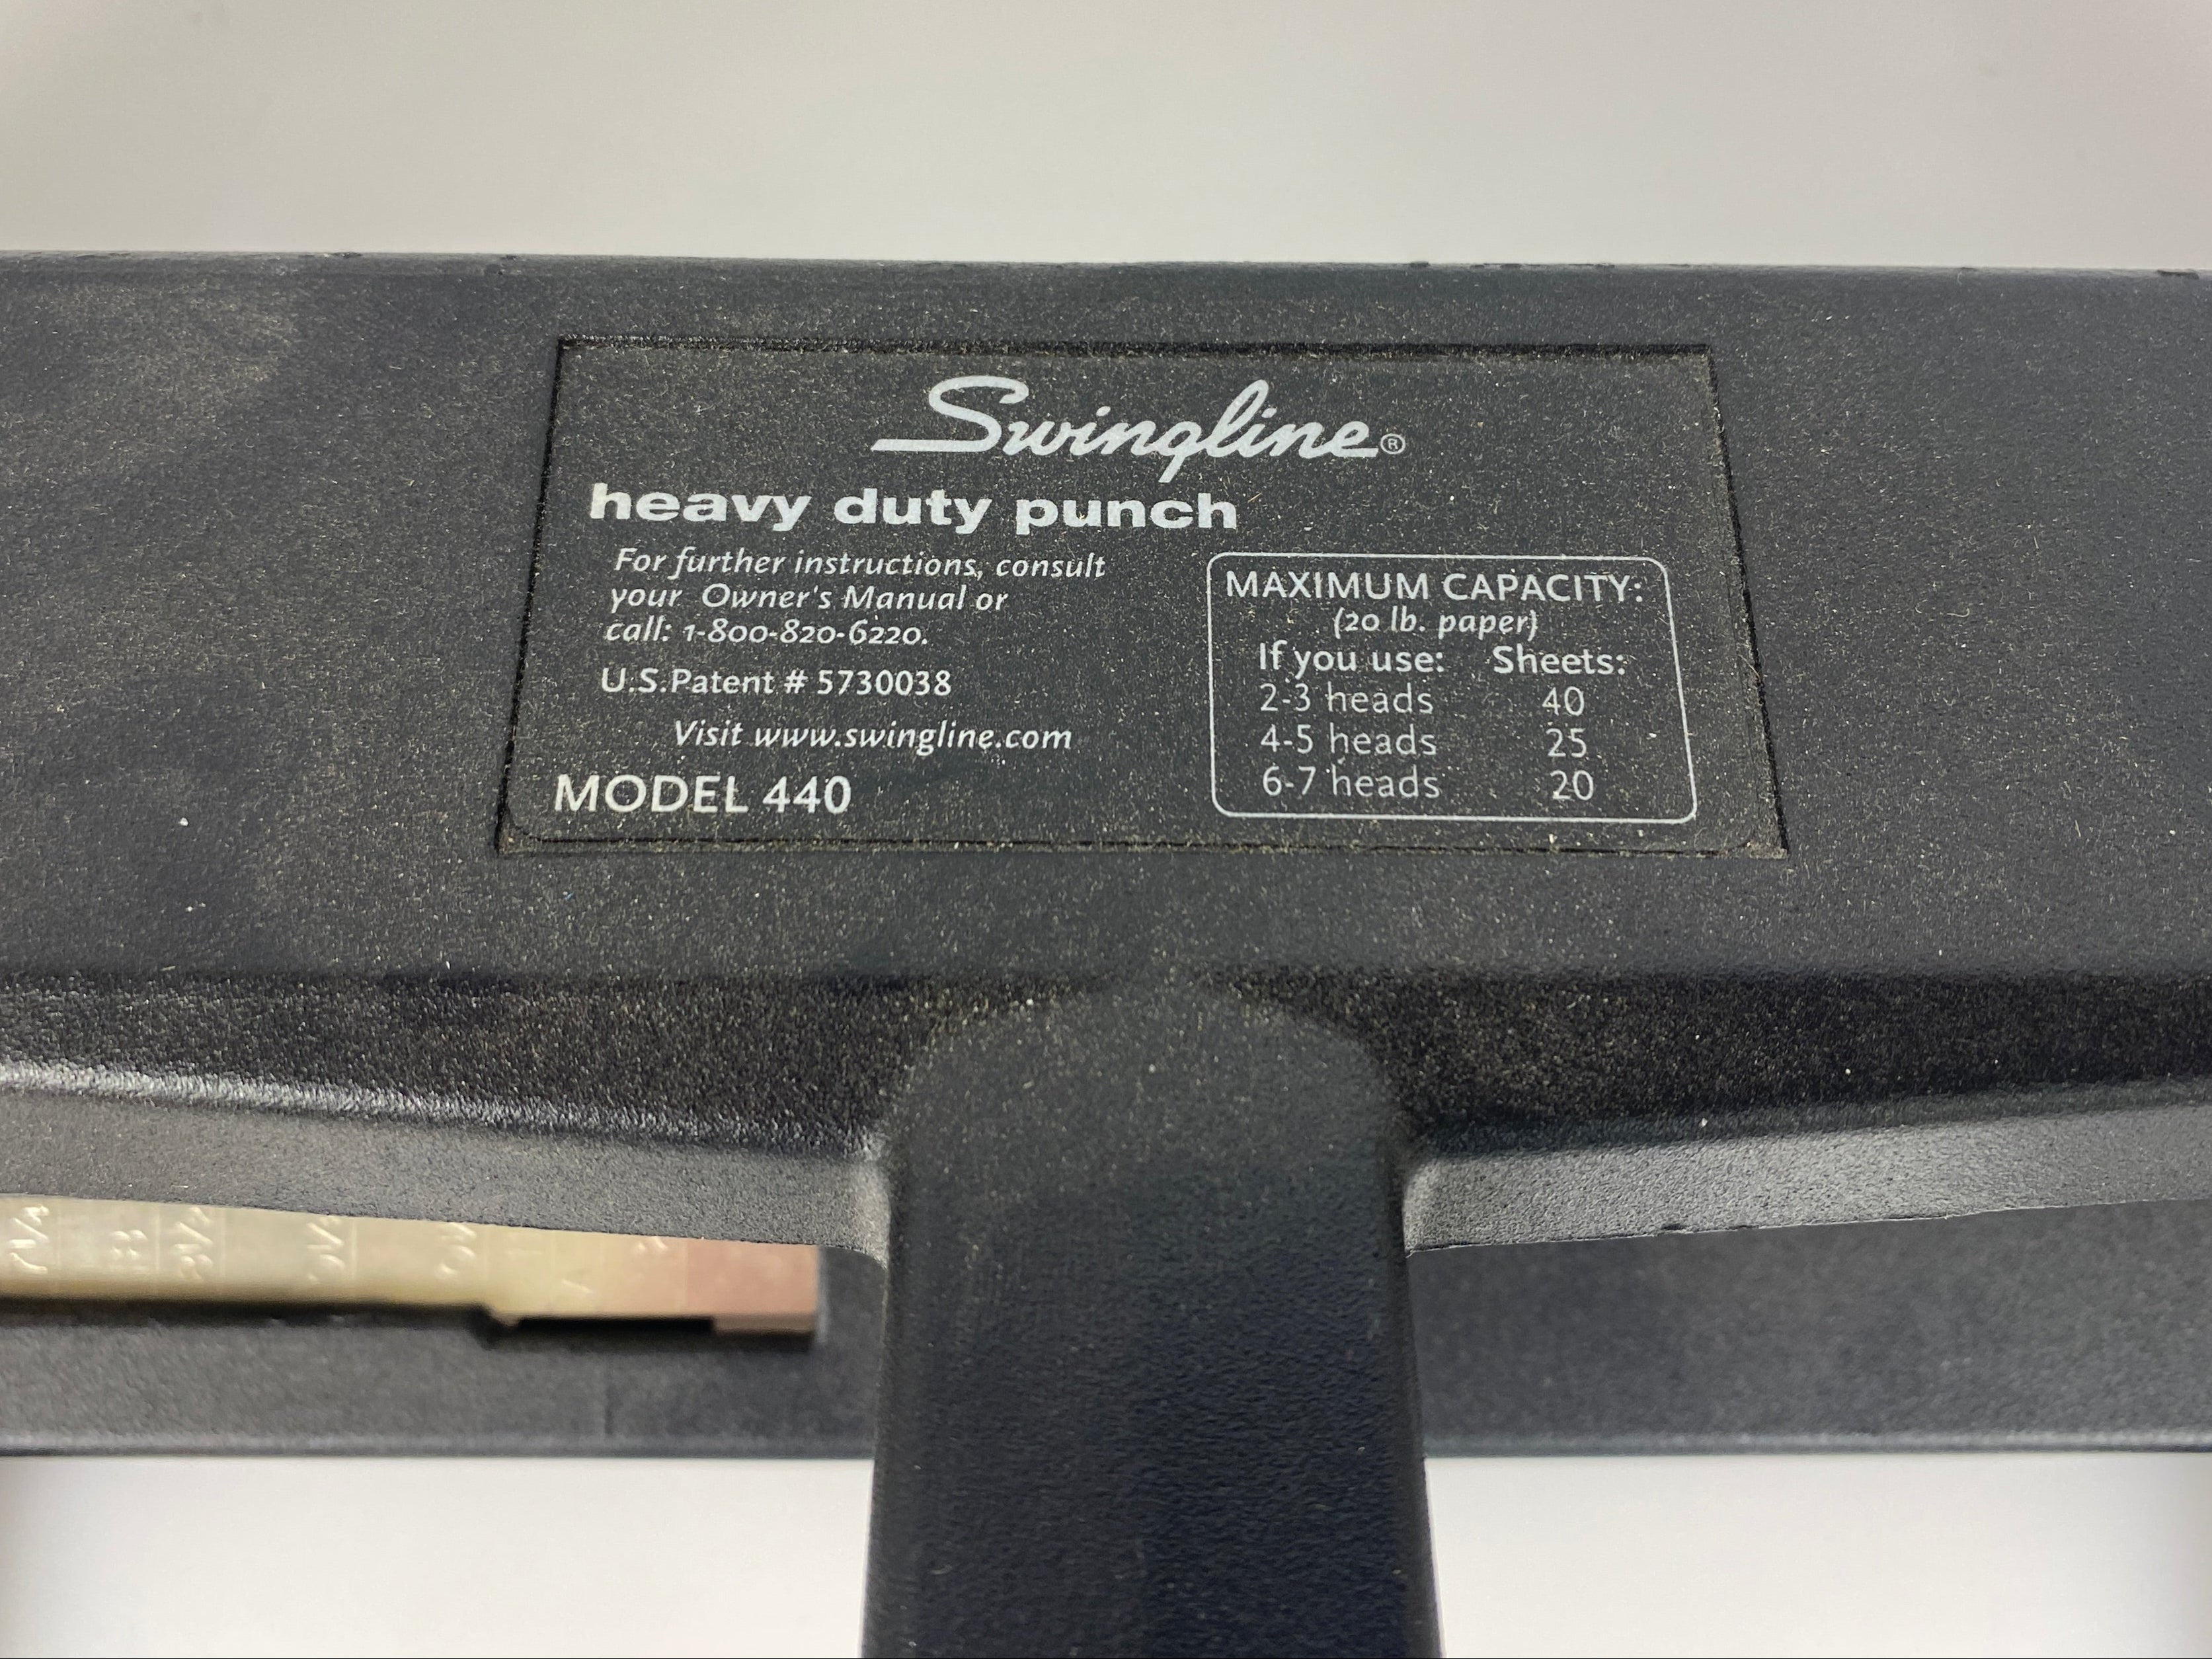 Swingline®
heavy duty punch
For further instructions, consult
your Owner's Manual or
call: 1-800-820-6220.
U.S.Patent # 5730038
Visit www.swingline.com
MODEL 440
MAXIMUM CAPACITY:
(20 lb. paper)
If you use: Sheets:
2-3 heads 40
4-5 heads 25
6-7 heads 20